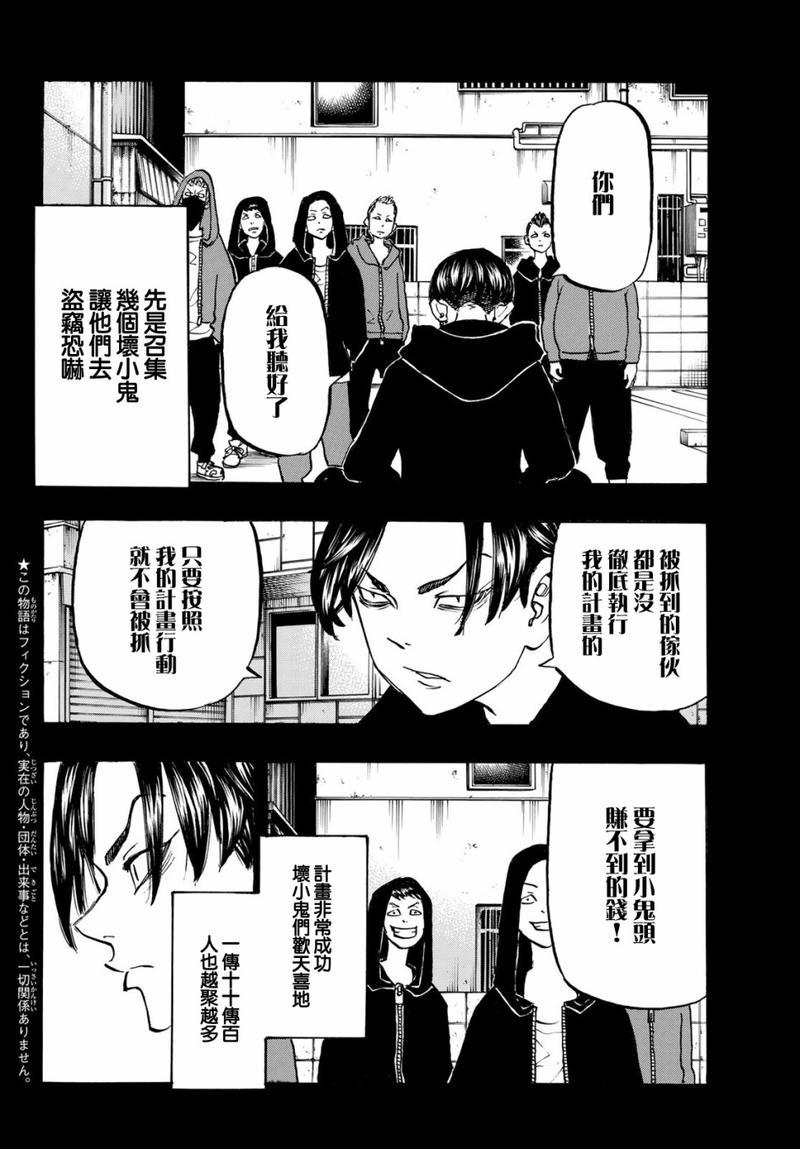 你們
給我聽好了
先是召集
幾個壞小鬼
讓他們去
盜竊恐嚇
被抓到的傢伙
都是沒
徹底執行
我的計畫的
只要按照
我的計畫行動
就不會被抓
要拿到小鬼頭
賺不到的錢！
計畫非常成功
壞小鬼們歡天喜地
一傳十十傳百
人也越聚越多
★この物語はフィクションであり、実在の人物・団体・出来事などとは、一切関係ありません。